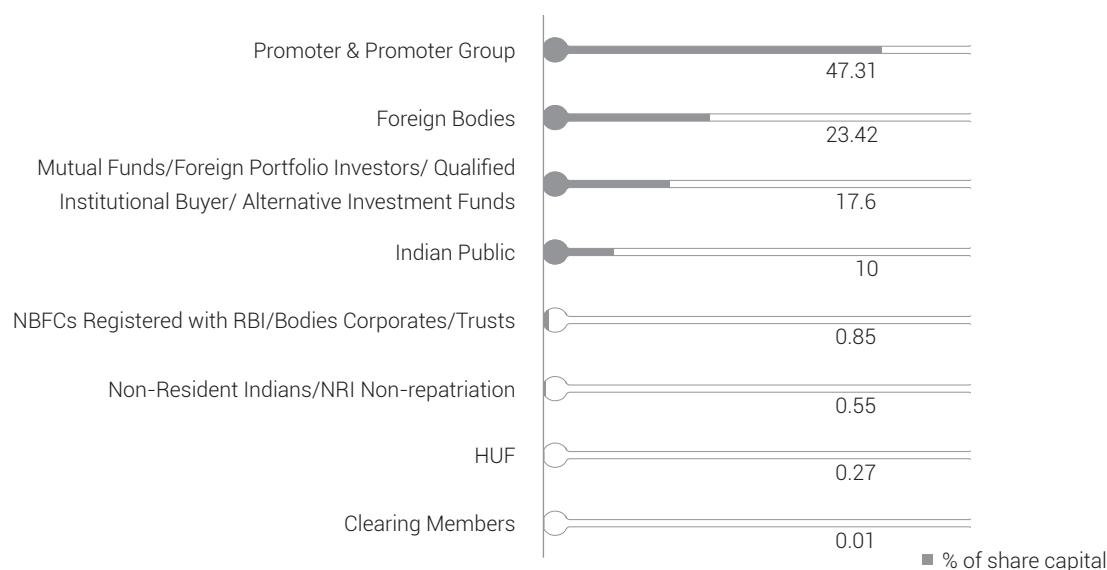 Promoter & Promoter Group
47.31
Foreign Bodies
23.42
Mutual Funds/Foreign Portfolio Investors/ Qualified
Institutional Buyer/ Alternative Investment Funds
17.6
Indian Public
10
NBFCs Registered with RBI/Bodies Corporates/Trusts
0.85
Non-Resident Indians/NRI Non-repatriation
0.55
HUF
0.27
Clearing Members
0.01
% of share capital